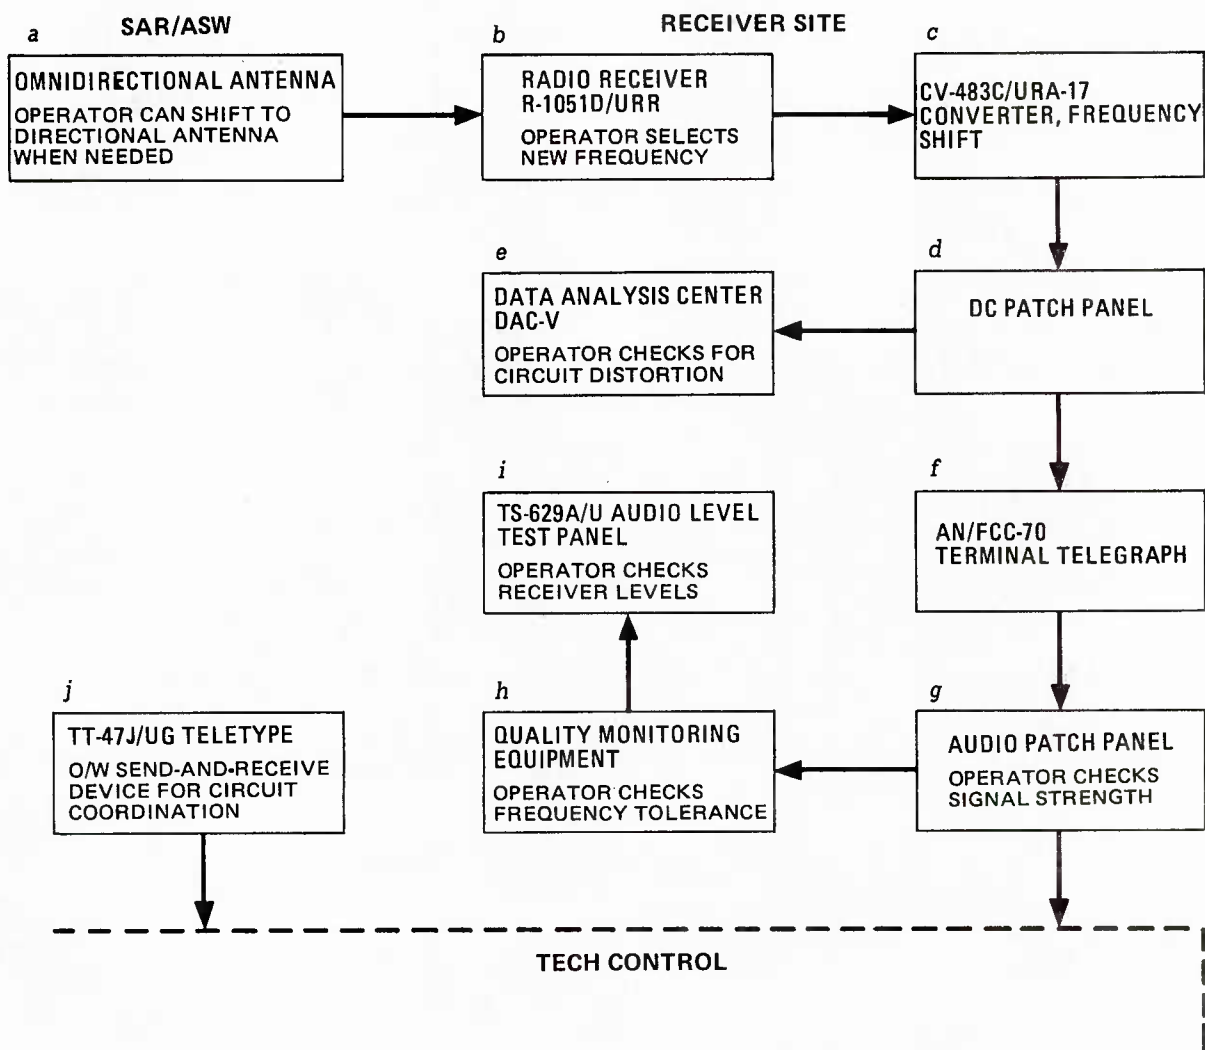 SAR/ASW
RECEIVER SITE
a
OMNIDIRECTIONAL ANTENNA
OPERATOR CAN SHIFT TO
DIRECTIONAL ANTENNA
WHEN NEEDED
b
RADIO RECEIVER
R-1051D/URR
OPERATOR SELECTS
NEW FREQUENCY
c
CV-483C/URA-17
CONVERTER, FREQUENCY
SHIFT
d
DC PATCH PANEL
e
DATA ANALYSIS CENTER
DAC-V
OPERATOR CHECKS FOR
CIRCUIT DISTORTION
f
AN/FCC-70
TERMINAL TELEGRAPH
g
AUDIO PATCH PANEL
OPERATOR CHECKS
SIGNAL STRENGTH
h
QUALITY MONITORING
EQUIPMENT
OPERATOR CHECKS
FREQUENCY TOLERANCE
i
TS-629A/U AUDIO LEVEL
TEST PANEL
OPERATOR CHECKS
RECEIVER LEVELS
j
TT-47J/UG TELETYPE
O/W SEND-AND-RECEIVE
DEVICE FOR CIRCUIT
COORDINATION
TECH CONTROL